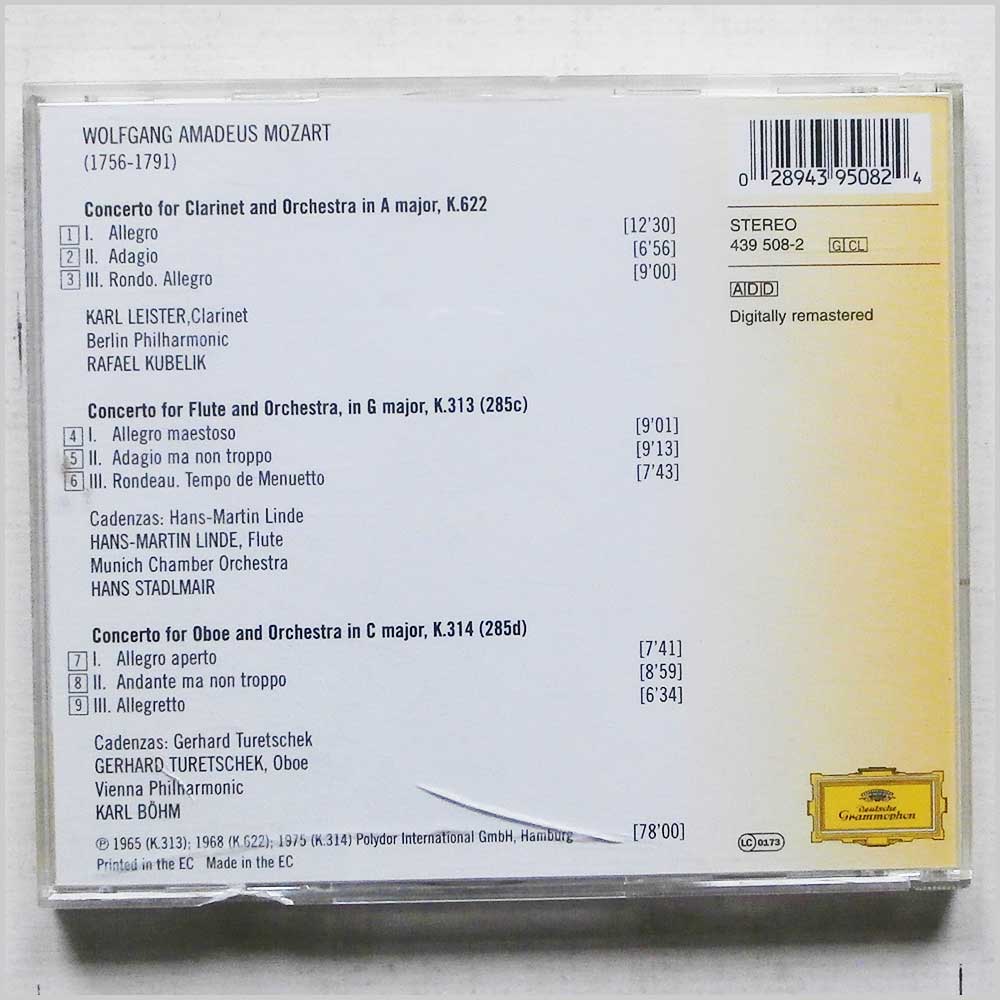 WOLFGANG AMADEUS MOZART
(1756-1791)
Concerto for Clarinet and Orchestra in A major, K.622
1 I. Allegro [12'30]
2 II. Adagio [6'56]
3 III. Rondo. Allegro [9'00]
KARL LEISTER,Clarinet
Berlin Philharmonic
RAFAEL KUBELIK
Concerto for Flute and Orchestra, in G major, K.313 (285c)
4 I. Allegro maestoso [9'01]
5 II. Adagio ma non troppo [9'13]
6 III. Rondeau. Tempo de Menuetto [7'43]
Cadenzas: Hans-Martin Linde
HANS-MARTIN LINDE, Flute
Munich Chamber Orchestra
HANS STADLMAIR
Concerto for Oboe and Orchestra in C major, K.314 (285d)
7 I. Allegro aperto [7'41]
8 II. Andante ma non troppo [8'59]
9 III. Allegretto [6'34]
Cadenzas: Gerhard Turetschek
GERHARD TURETSCHEK, Oboe
Vienna Philharmonic
KARL BÖHM
℗ 1965 (K.313); 1968 (K.622); 1975 (K.314) Polydor International GmbH, Hamburg [78'00]
Printed in the EC Made in the EC
0 28943 95082 4
STEREO
439 508-2 G CL
ADD
Digitally remastered
Deutsche
Grammophon
LC 0173